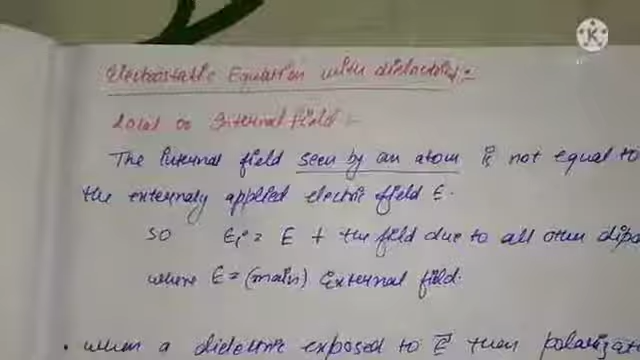 Electrostatic Equation with dielectrics :-
Local or Internal field :-
The Internal field seen by an atom is not equal to
the externaly applied electric field E.
so Ei = E + the field due to all other dipo
where E = (main) External field.
• when a dielectric exposed to E then polarizat
K